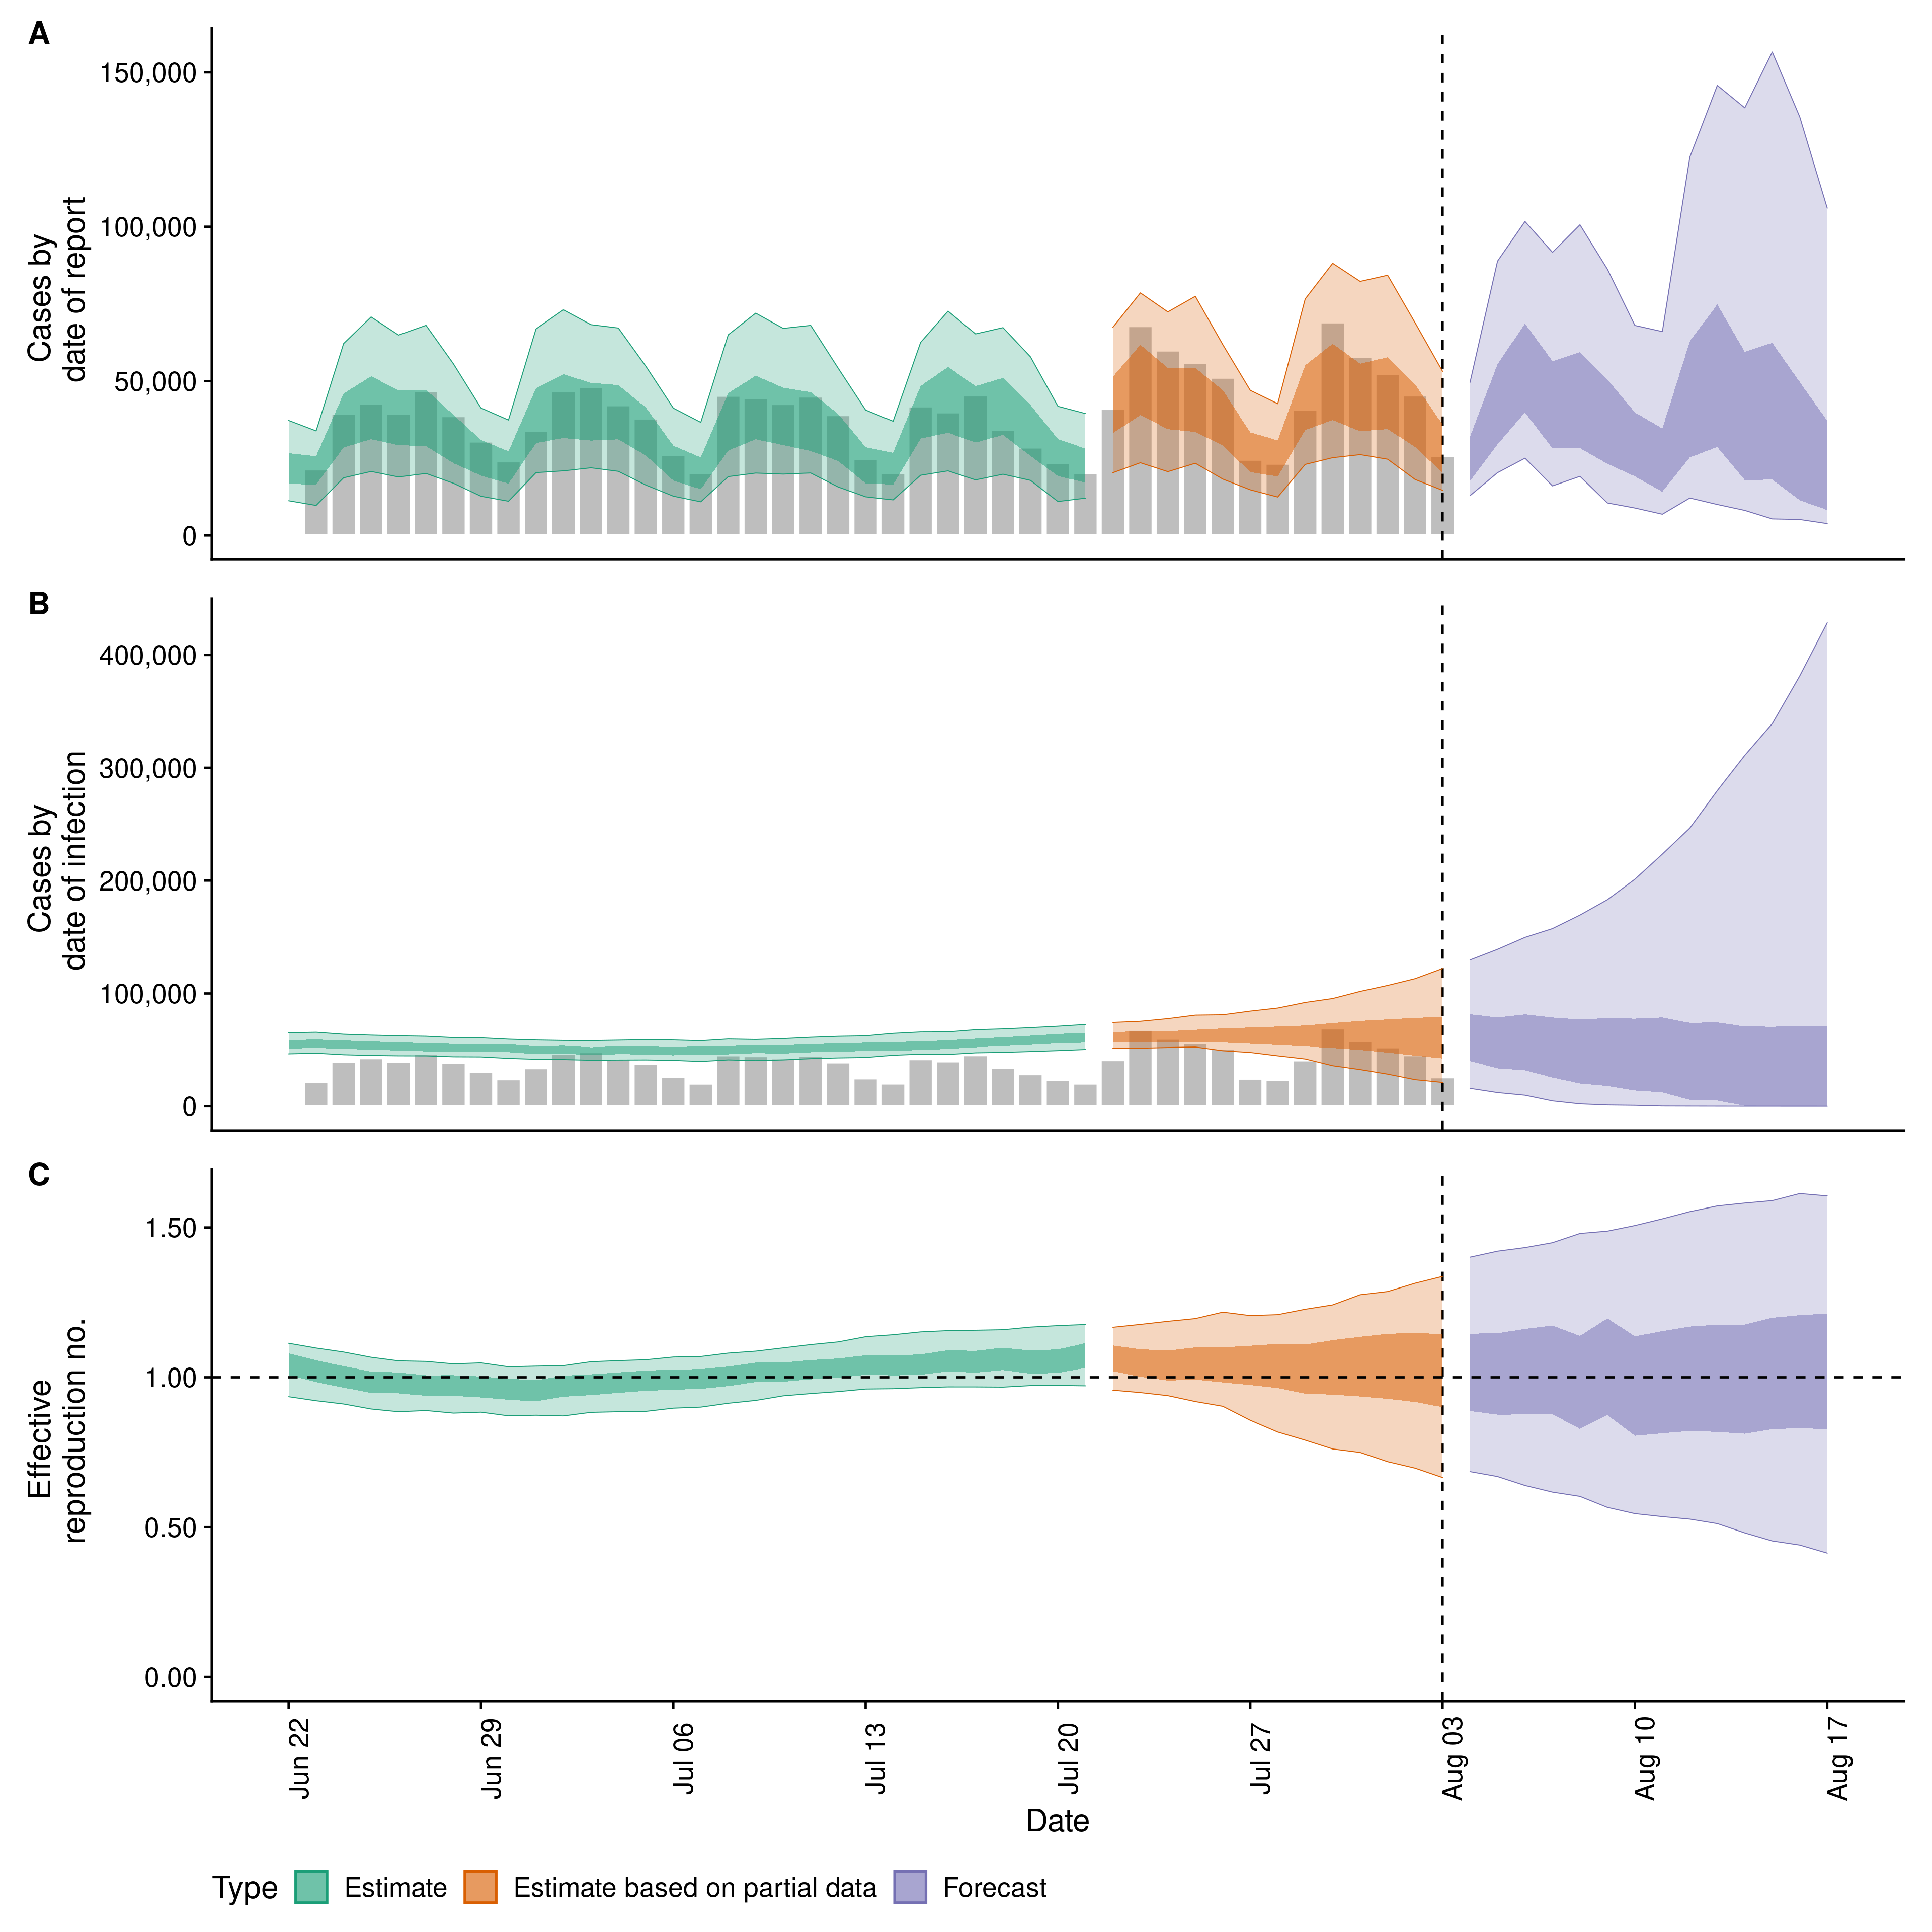 A
150,000
100,000
50,000
0
Cases by
date of report
B
400,000
300,000
200,000
100,000
0
Cases by
date of infection
C
1.50
1.00
0.50
0.00
Effective
reproduction no.
Jun 22
Jun 29
Jul 06
Jul 13
Jul 20
Jul 27
Aug 03
Aug 10
Aug 17
Date
Type Estimate Estimate based on partial data Forecast